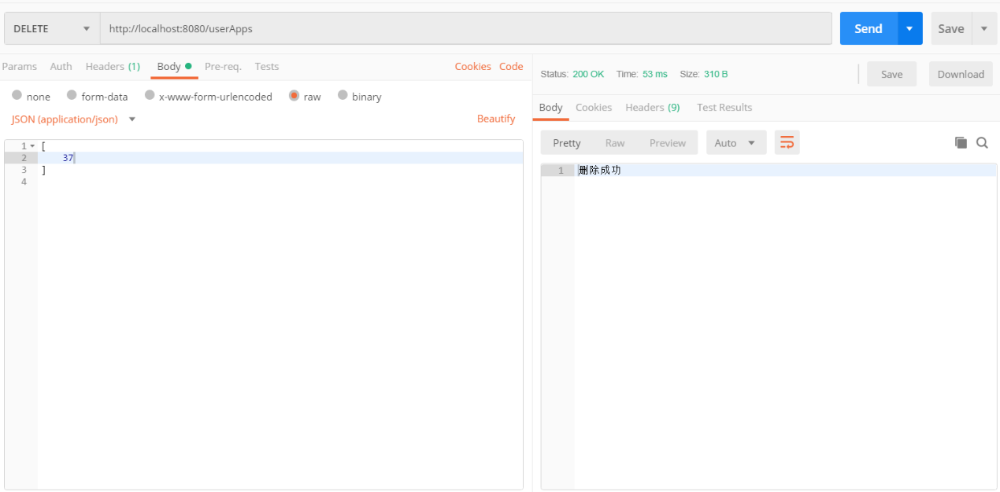 DELETE http://localhost:8080/userApps Send Save
Params Auth Headers (1) Body Pre-req. Tests Cookies Code
none form-data x-www-form-urlencoded raw binary
JSON (application/json) Beautify
1 [
2 37
3 ]
4
Status: 200 OK Time: 53 ms Size: 310 B Save Download
Body Cookies Headers (9) Test Results
Pretty Raw Preview Auto
1 删除成功